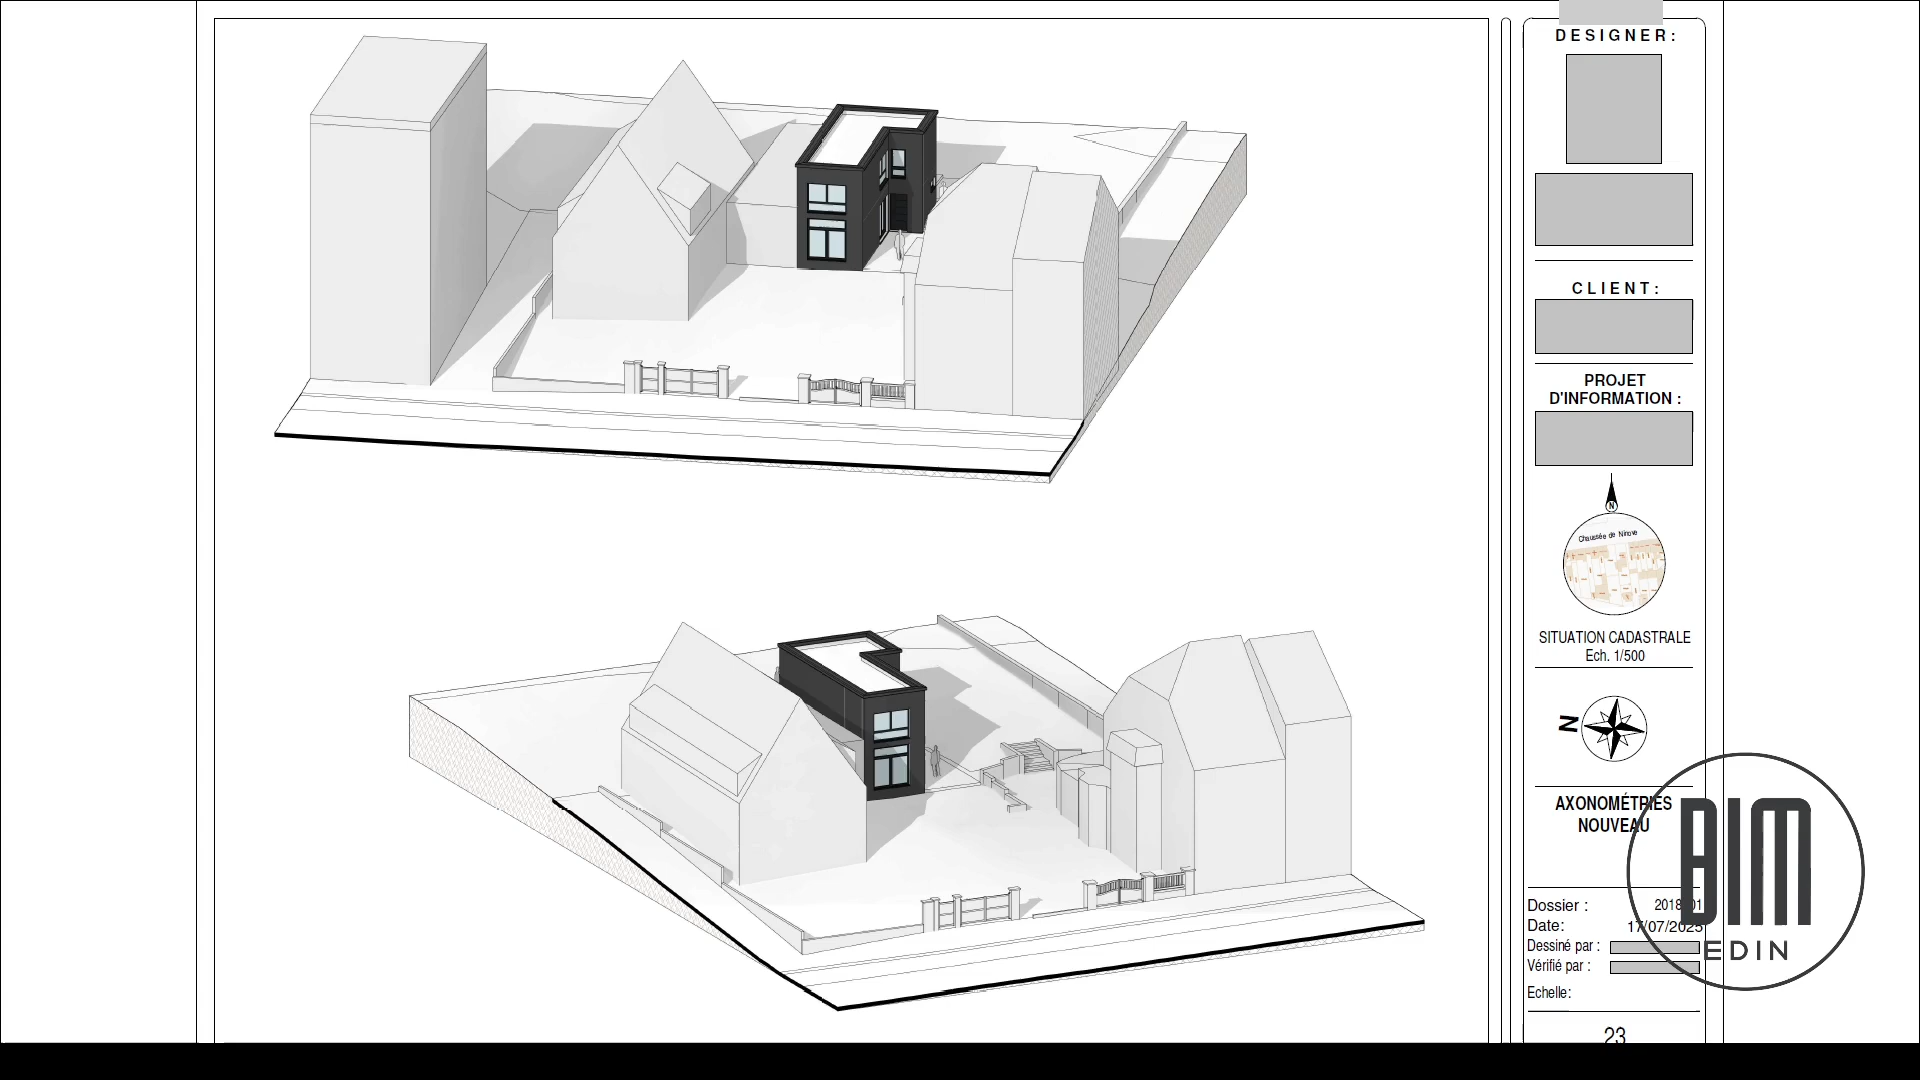 DESIGNER:
CLIENT:
PROJET
D'INFORMATION :
N
Chaussée de Ninove
SITUATION CADASTRALE
Ech. 1/500
N
AXONOMÉTRIES
NOUVEAU
Dossier :
Date: 17/07/2025
Dessiné par :
Vérifié par :
Echelle:
23
BIM
EDIN